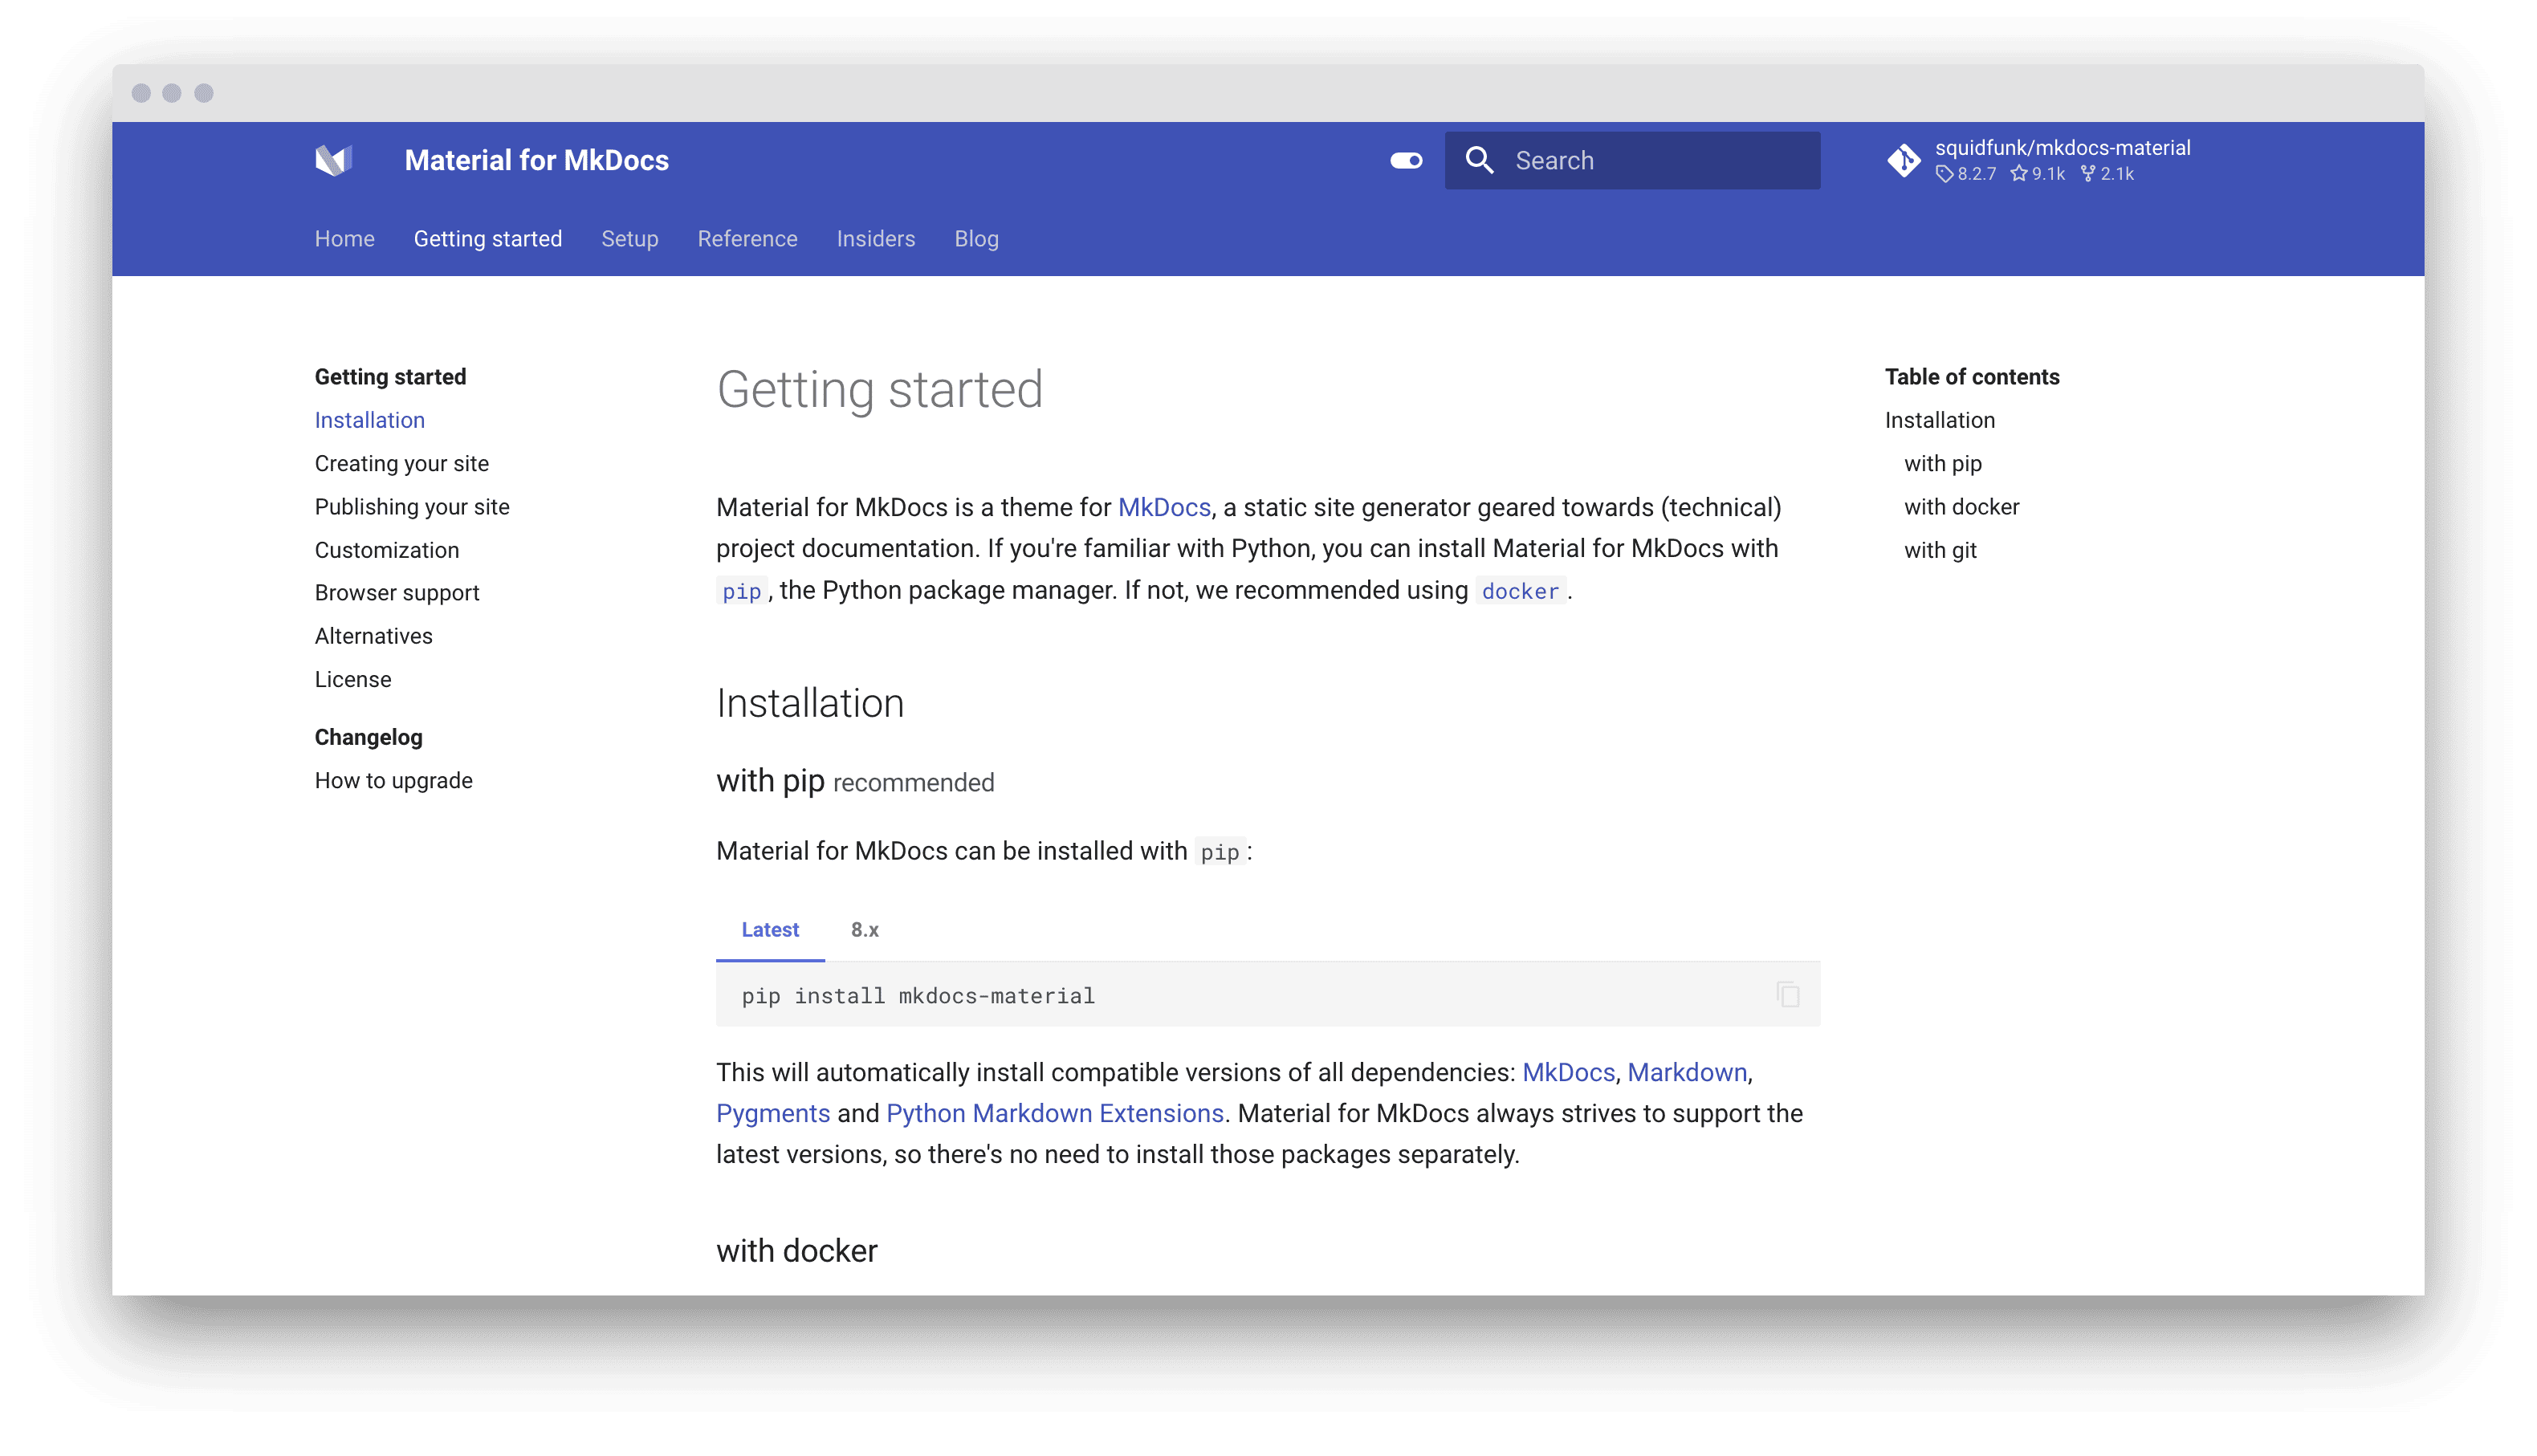 Material for MkDocs
Search
squidfunk/mkdocs-material
8.2.7 9.1k 2.1k
Home Getting started Setup Reference Insiders Blog
Getting started
Installation
Creating your site
Publishing your site
Customization
Browser support
Alternatives
License
Changelog
How to upgrade
Getting started
Material for MkDocs is a theme for MkDocs, a static site generator geared towards (technical)
project documentation. If you're familiar with Python, you can install Material for MkDocs with
pip, the Python package manager. If not, we recommended using docker.
Installation
with pip recommended
Material for MkDocs can be installed with pip:
Latest 8.x
pip install mkdocs-material
This will automatically install compatible versions of all dependencies: MkDocs, Markdown,
Pygments and Python Markdown Extensions. Material for MkDocs always strives to support the
latest versions, so there's no need to install those packages separately.
with docker
Table of contents
Installation
with pip
with docker
with git